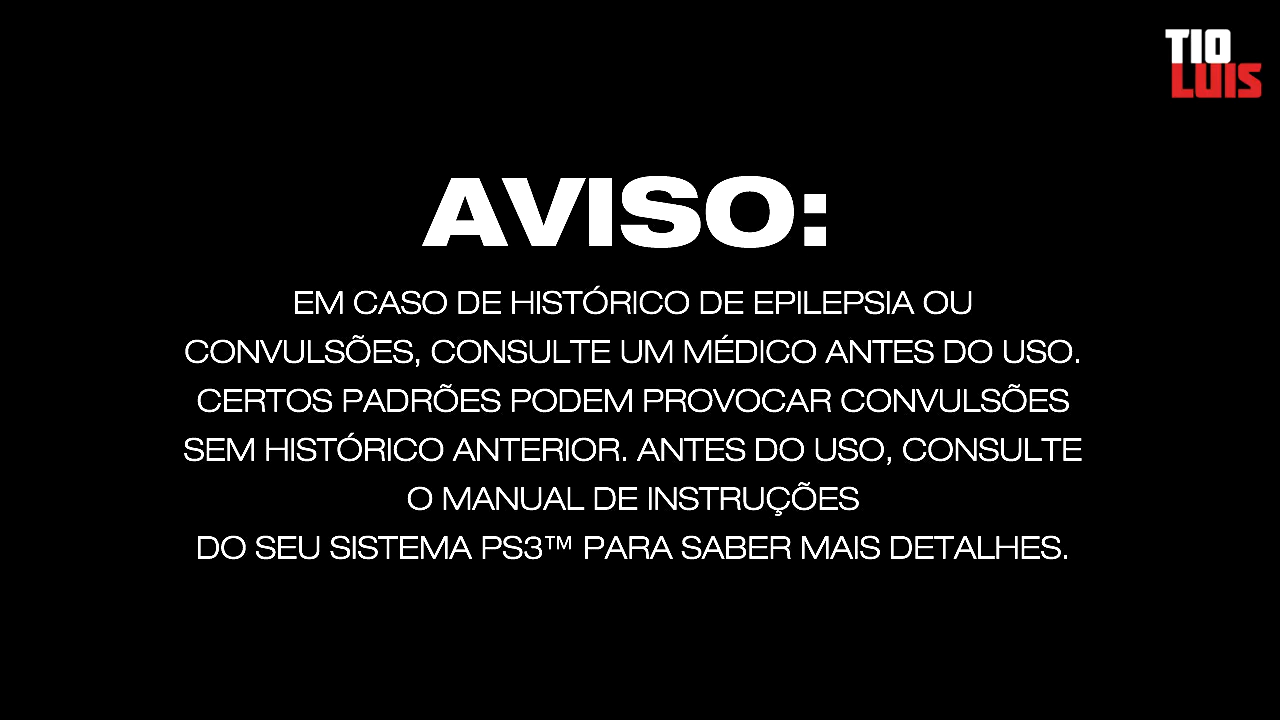 TIO
LUIS
AVISO:
EM CASO DE HISTÓRICO DE EPILEPSIA OU
CONVULSÕES, CONSULTE UM MÉDICO ANTES DO USO.
CERTOS PADRÕES PODEM PROVOCAR CONVULSÕES
SEM HISTÓRICO ANTERIOR. ANTES DO USO, CONSULTE
O MANUAL DE INSTRUÇÕES
DO SEU SISTEMA PS3™ PARA SABER MAIS DETALHES.